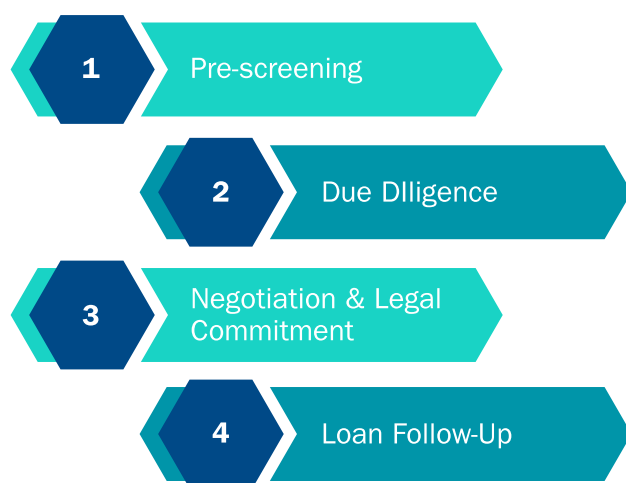 1
Pre-screening
2
Due DIligence
3
Negotiation & Legal
Commitment
4
Loan Follow-Up